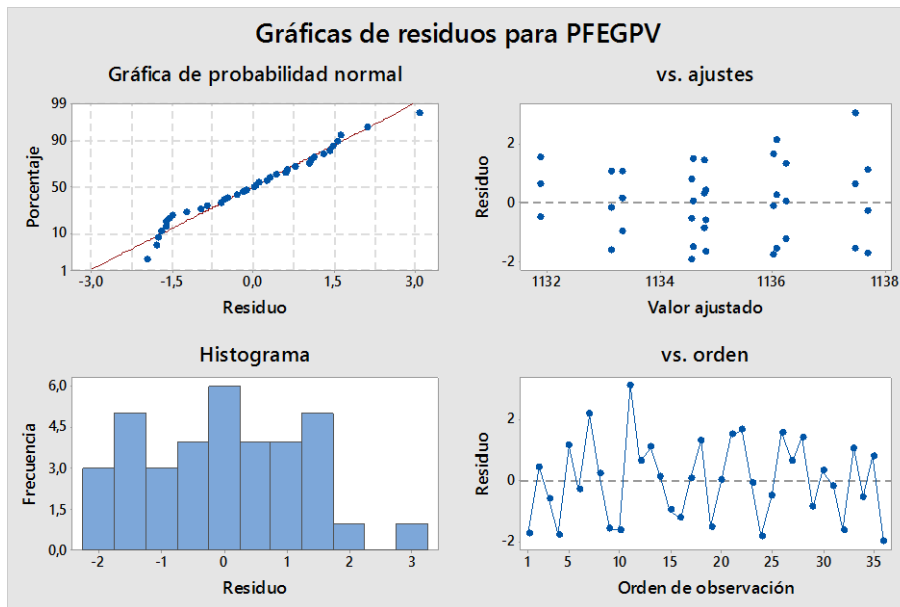 Gráficas de residuos para PFEGPV
Gráfica de probabilidad normal
99
90
50
10
1
Porcentaje
-3,0 -1,5 0,0 1,5 3,0
Residuo
vs. ajustes
2
0
-2
Residuo
1132 1134 1136 1138
Valor ajustado
Histograma
6,0
4,5
3,0
1,5
0,0
Frecuencia
-2 -1 0 1 2 3
Residuo
vs. orden
2
0
-2
Residuo
1 5 10 15 20 25 30 35
Orden de observación